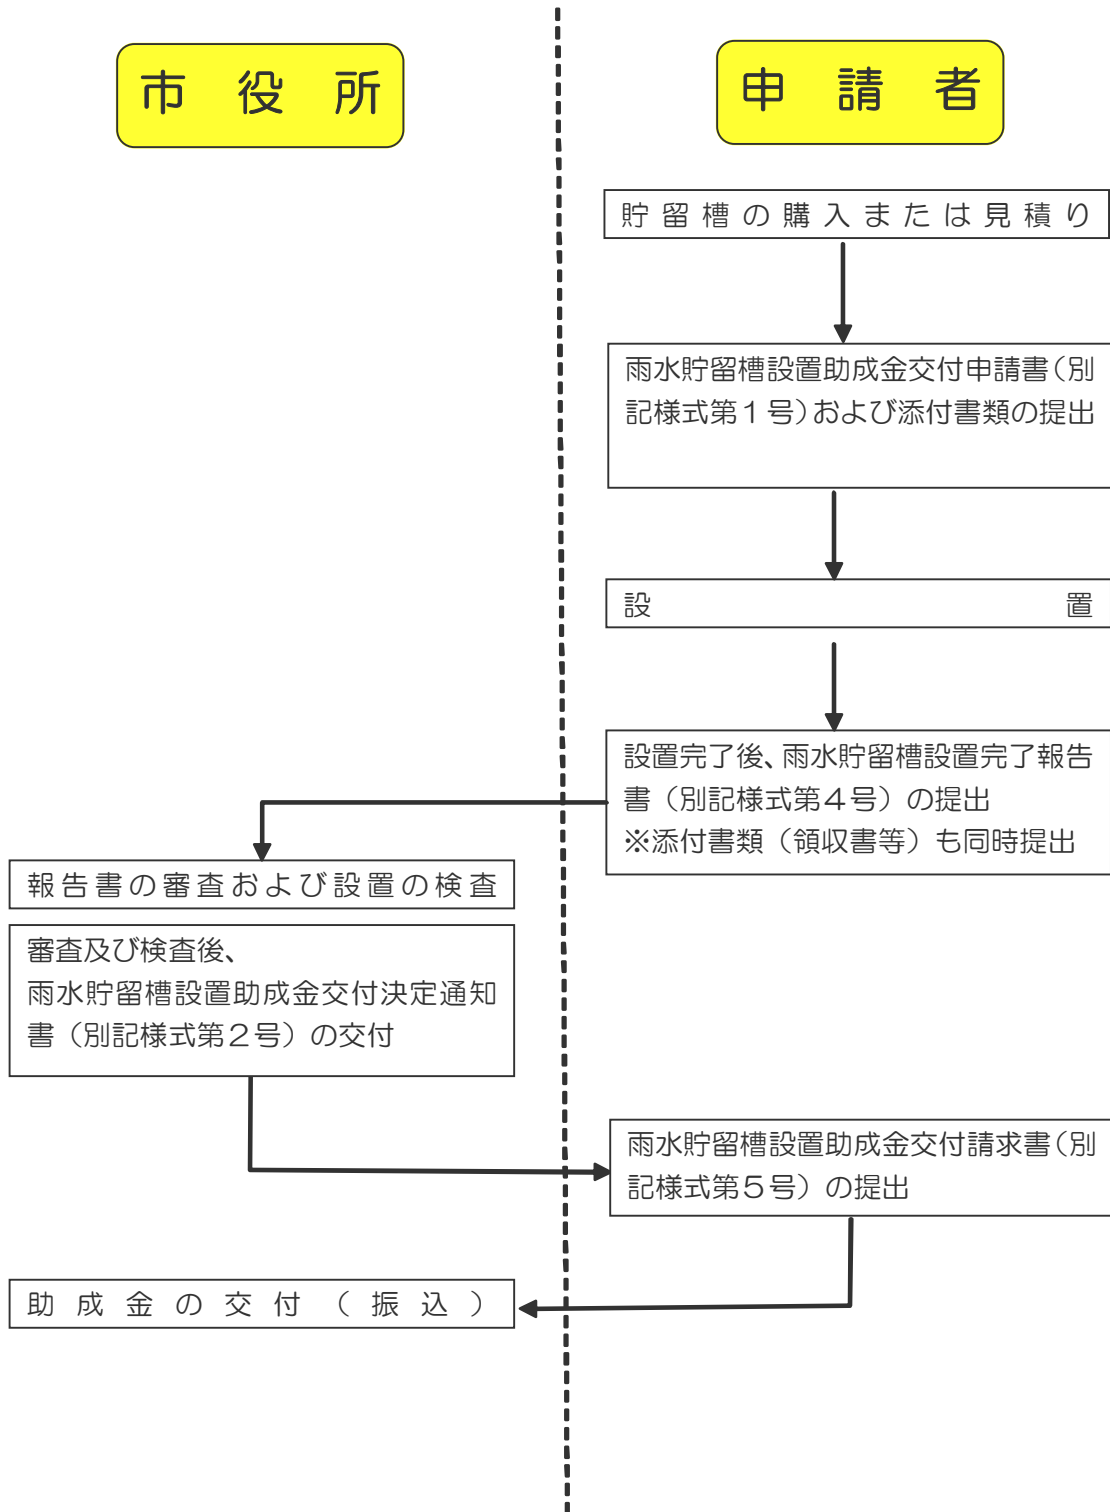 市役所
申請者
貯留槽の購入または見積り
雨水貯留槽設置助成金交付申請書（別
記様式第１号）および添付書類の提出
設置
設置完了後、雨水貯留槽設置完了報告
書（別記様式第４号）の提出
※添付書類（領収書等）も同時提出
報告書の審査および設置の検査
審査及び検査後、
雨水貯留槽設置助成金交付決定通知
書（別記様式第２号）の交付
雨水貯留槽設置助成金交付請求書（別
記様式第５号）の提出
助成金の交付（振込）